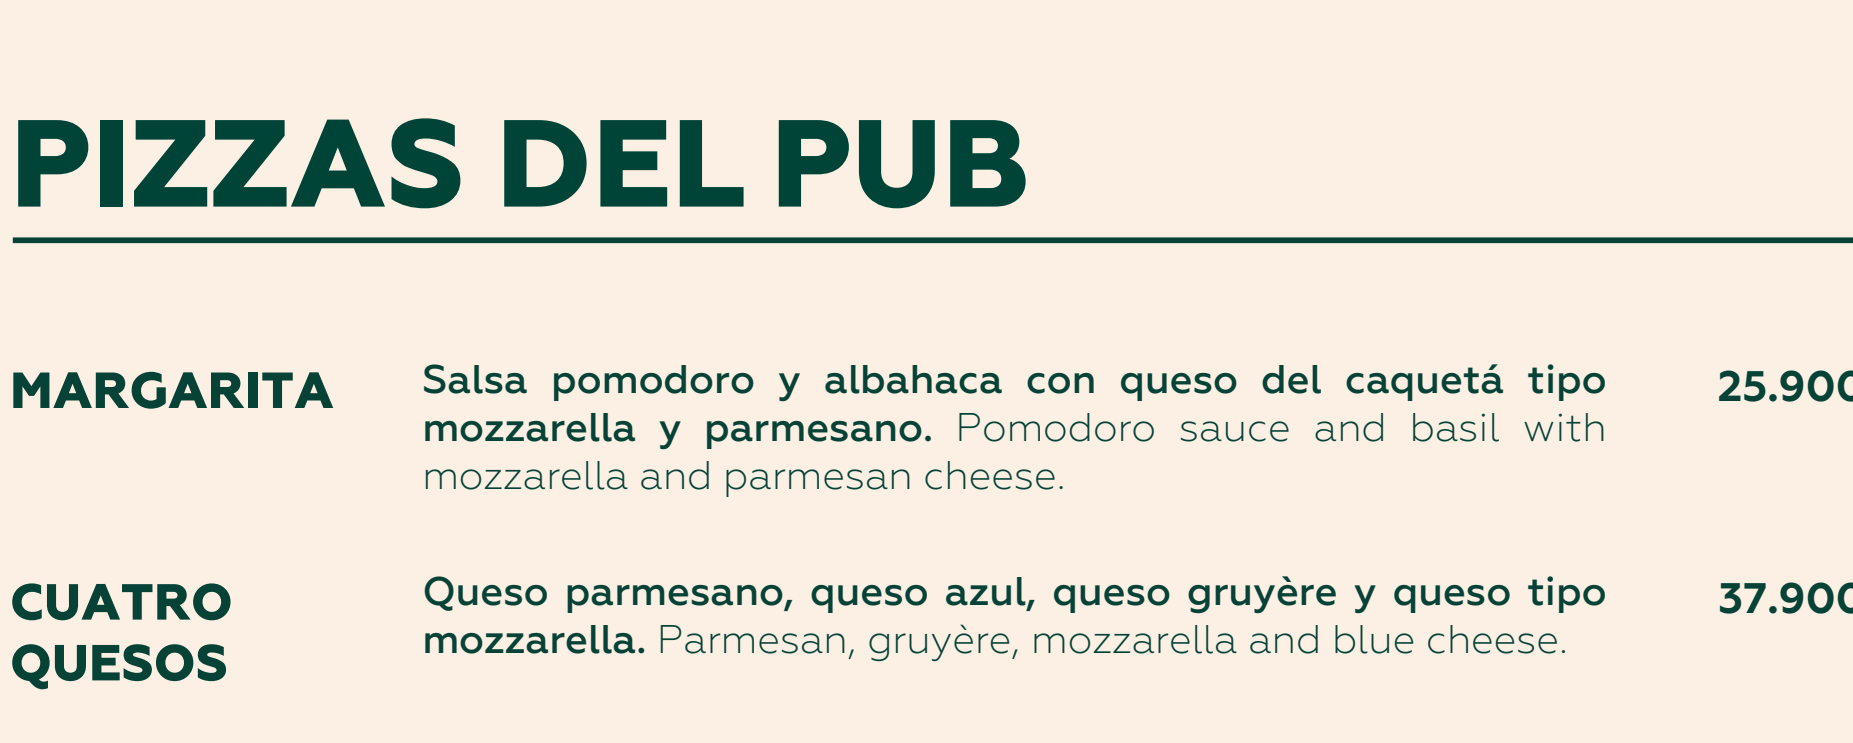 PIZZAS DEL PUB
MARGARITA
Salsa pomodoro y albahaca con queso del caquetá tipo
mozzarella y parmesano. Pomodoro sauce and basil with
mozzarella and parmesan cheese.
25.900
CUATRO
QUESOS
Queso parmesano, queso azul, queso gruyère y queso tipo
mozzarella. Parmesan, gruyère, mozzarella and blue cheese.
37.900